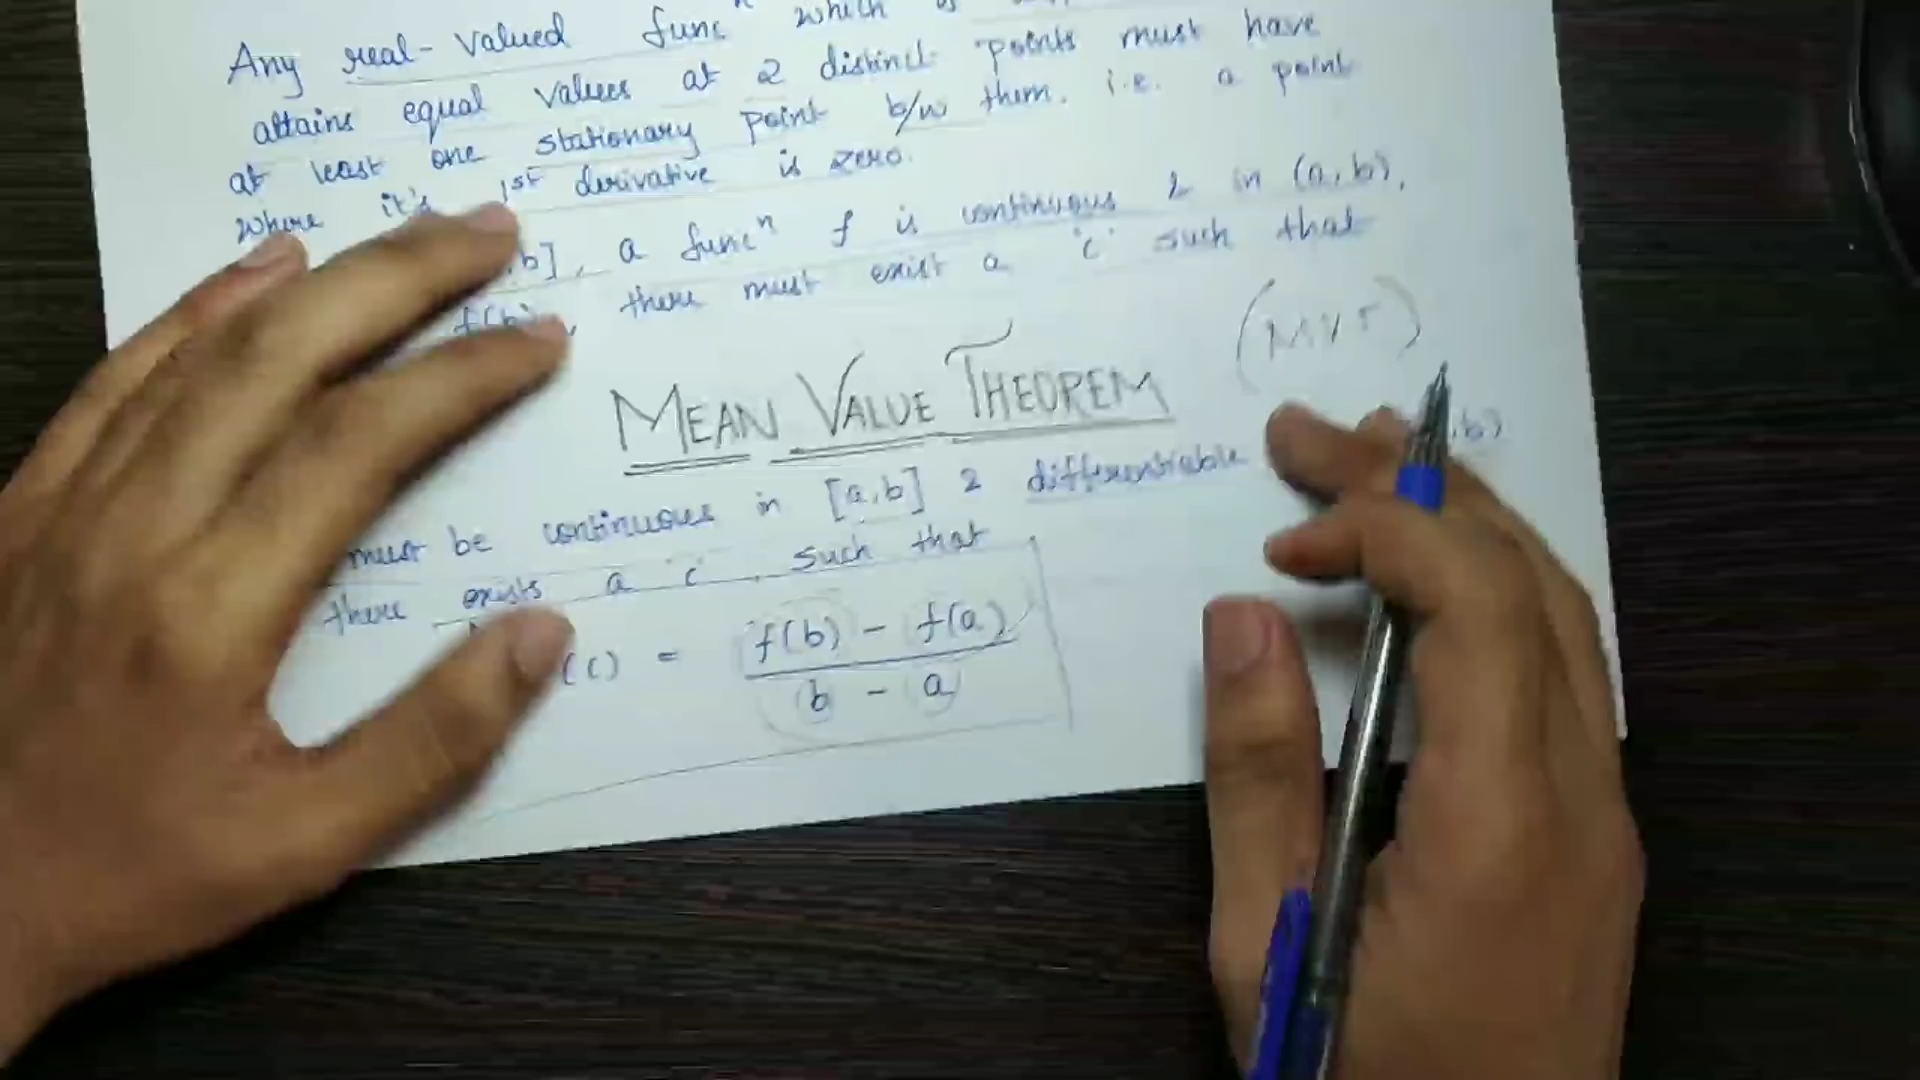 Any real-valued funcⁿ which is
attains equal values at 2 distinct points must have
at least one stationary point b/w them. i.e. a point
where it's 1st derivative is zero.
b], a funcⁿ f is continuous & in (a,b),
f(b), there must exist a 'c' such that
MEAN VALUE THEOREM (MVT)
must be continuous in [a,b] & differentiable ,b)
there exists a 'c', such that
(c) = f(b) - f(a)
b - a